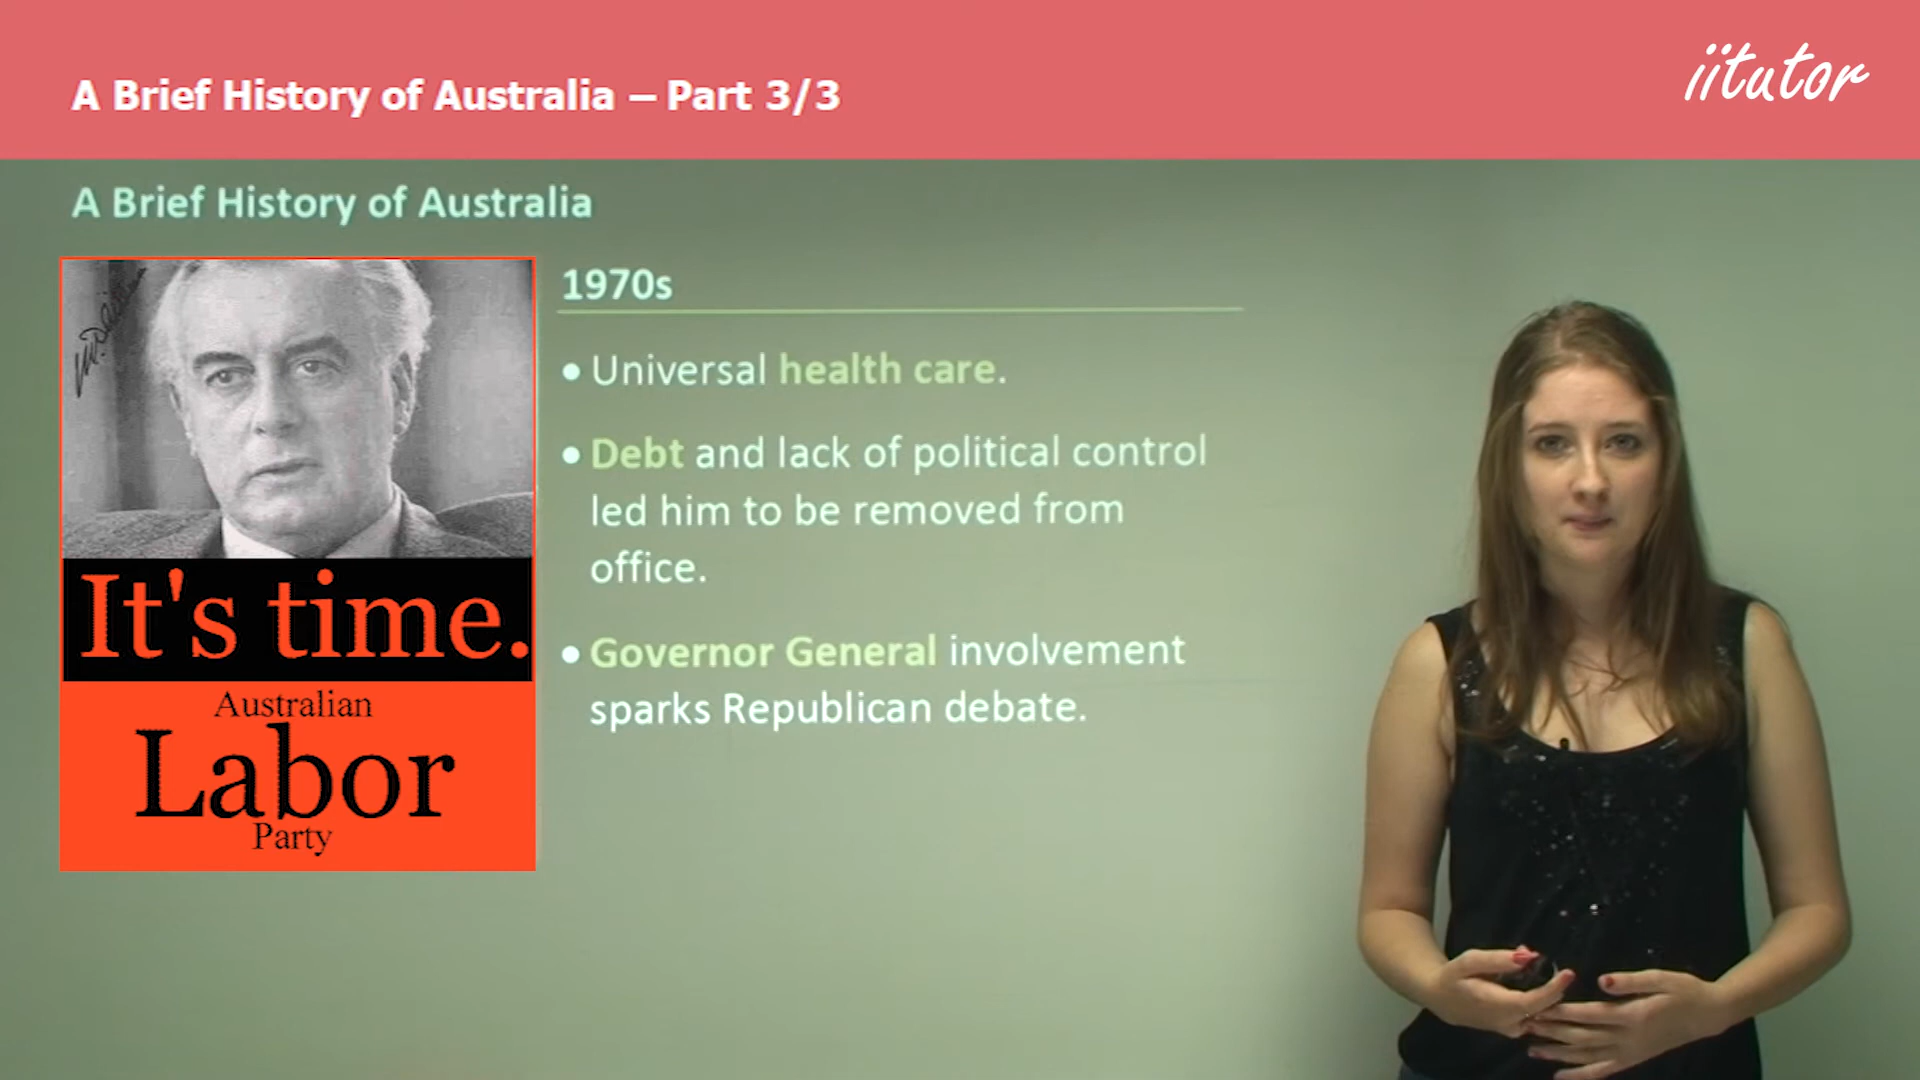 A Brief History of Australia – Part 3/3
iitutor
A Brief History of Australia
1970s
• Universal health care.
• Debt and lack of political control
led him to be removed from
office.
• Governor General involvement
sparks Republican debate.
It's time.
Australian
Labor
Party